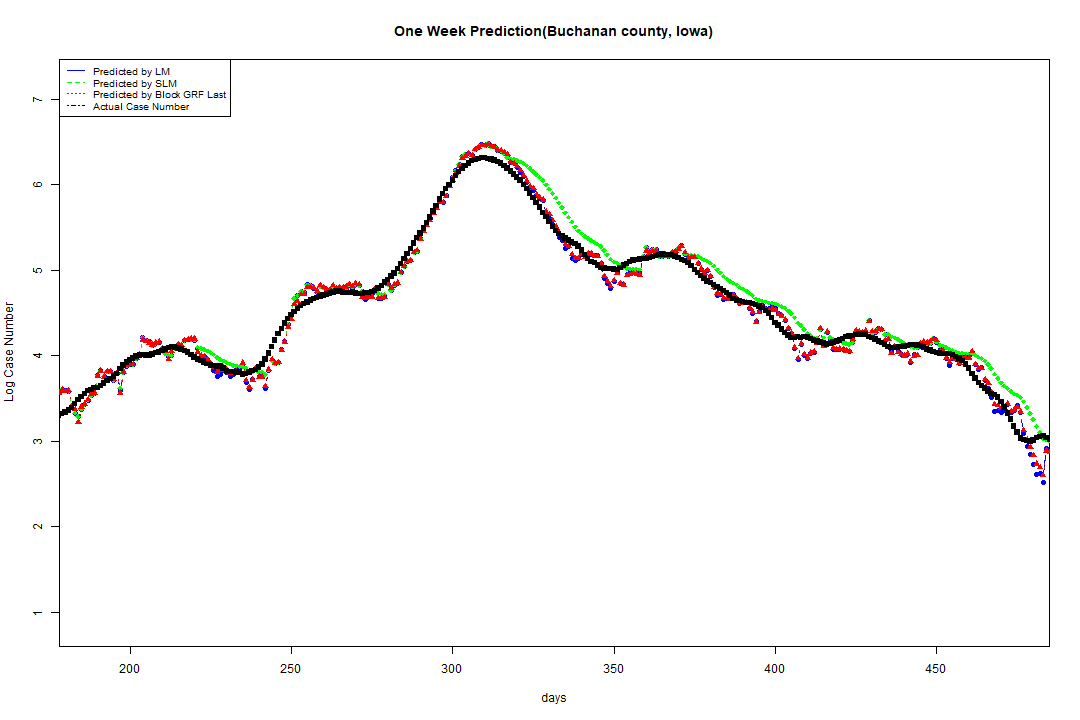 One Week Prediction(Buchanan county, Iowa)
Predicted by LM
Predicted by SLM
Predicted by Block GRF Last
Actual Case Number
7
6
5
4
3
2
1
Log Case Number
200 250 300 350 400 450
days